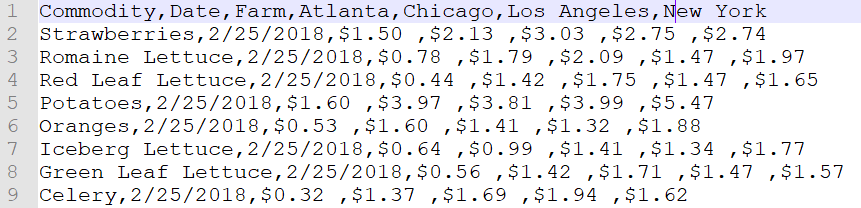 1 Commodity,Date,Farm,Atlanta,Chicago,Los Angeles,New York
2 Strawberries,2/25/2018,$1.50 ,$2.13 ,$3.03 ,$2.75 ,$2.74
3 Romaine Lettuce,2/25/2018,$0.78 ,$1.79 ,$2.09 ,$1.47 ,$1.97
4 Red Leaf Lettuce,2/25/2018,$0.44 ,$1.42 ,$1.75 ,$1.47 ,$1.65
5 Potatoes,2/25/2018,$1.60 ,$3.97 ,$3.81 ,$3.99 ,$5.47
6 Oranges,2/25/2018,$0.53 ,$1.60 ,$1.41 ,$1.32 ,$1.88
7 Iceberg Lettuce,2/25/2018,$0.64 ,$0.99 ,$1.41 ,$1.34 ,$1.77
8 Green Leaf Lettuce,2/25/2018,$0.56 ,$1.42 ,$1.71 ,$1.47 ,$1.57
9 Celery,2/25/2018,$0.32 ,$1.37 ,$1.69 ,$1.94 ,$1.62